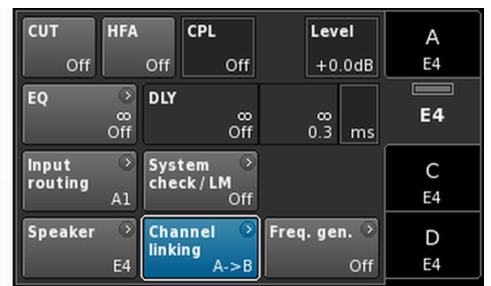 CUT
Off
HFA
Off
CPL
Off
Level
+0.0dB
EQ
∞
Off
DLY
∞
Off
∞
0.3
ms
Input
routing
A1
System
check / LM
Off
Speaker
E4
Channel
linking
A->B
Freq. gen.
Off
A
E4
E4
C
E4
D
E4